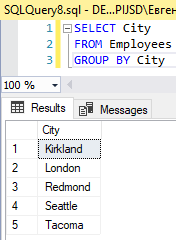 SQLQuery8.sql - DE...PIJSD\Евген
1 SELECT City
2 FROM Employees
3 GROUP BY City
100 %
Results Messages
City
1 Kirkland
2 London
3 Redmond
4 Seattle
5 Tacoma